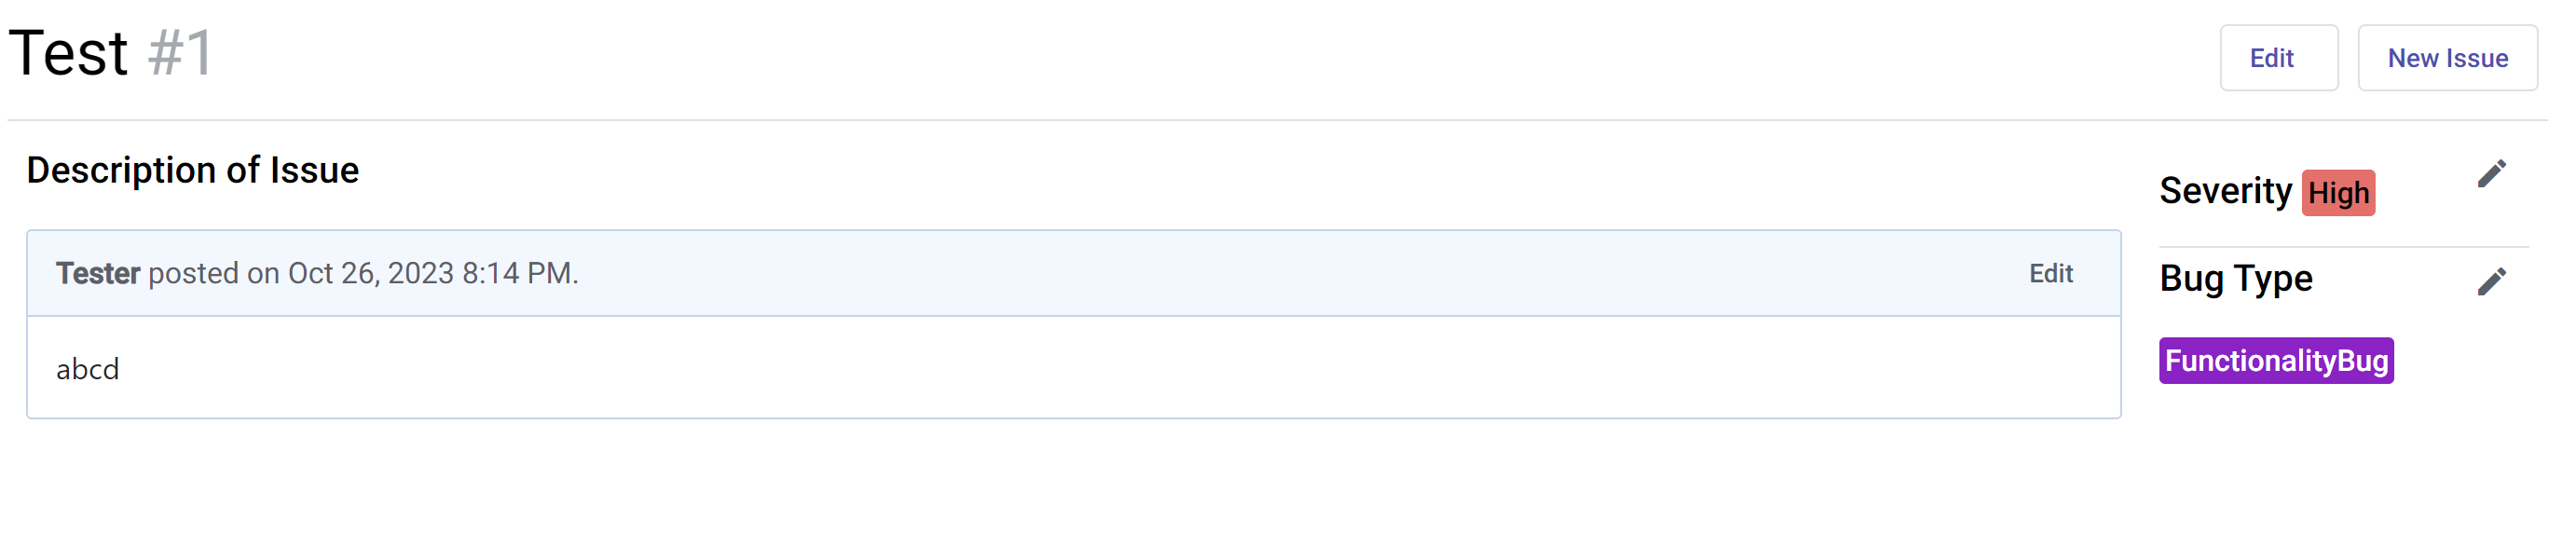 Test #1
Edit
New Issue
Description of Issue
Tester posted on Oct 26, 2023 8:14 PM.
Edit
abcd
Severity High
Bug Type
FunctionalityBug